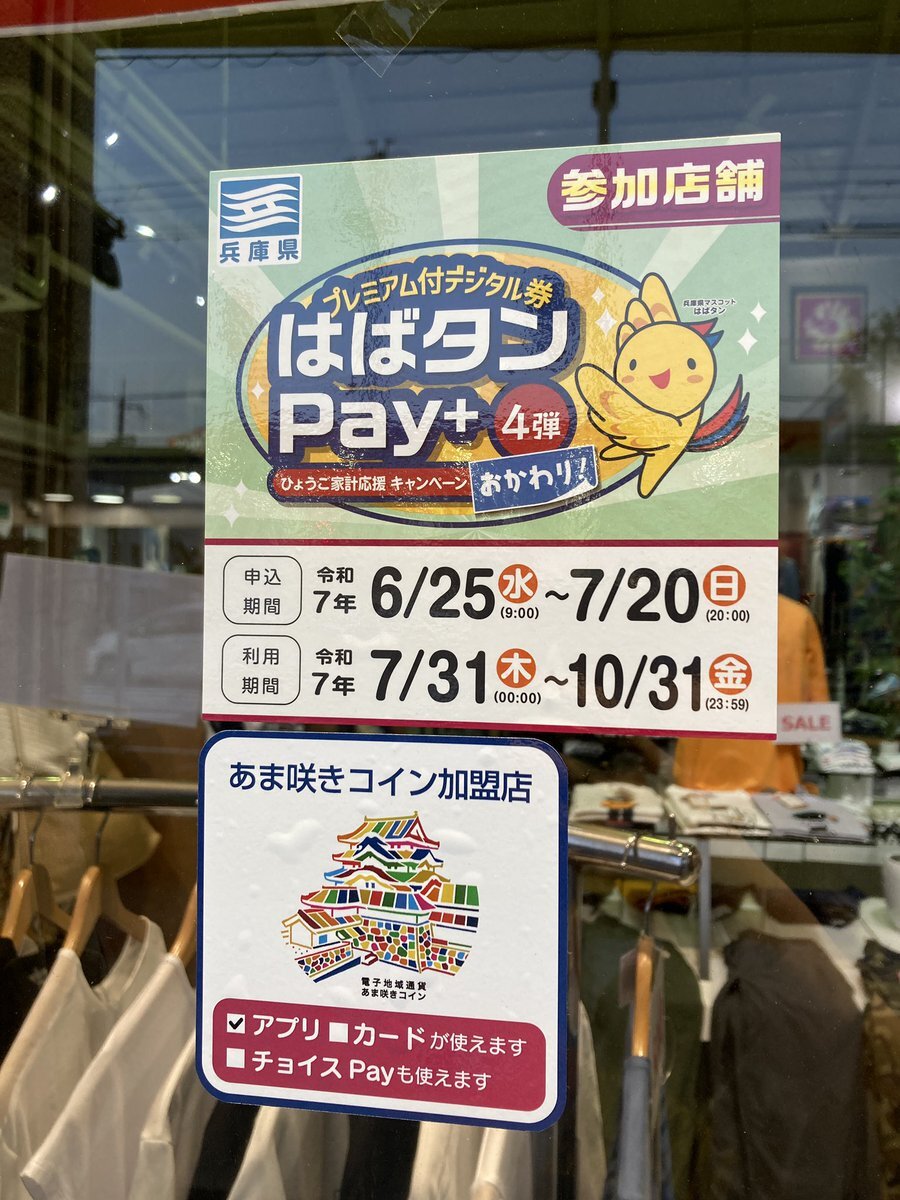 参加店舗
兵庫県
プレミアム付デジタル券
兵庫県マスコット
はばタン
はばタン
Pay+
4弾
ひょうご家計応援 キャンペーン
おかわり!
申込期間 令和7年 6/25水(9:00)~7/20日(20:00)
利用期間 令和7年 7/31木(00:00)~10/31金(23:59)
SALE
あま咲きコイン加盟店
電子地域通貨
あま咲きコイン
アプリ カードが使えます
チョイスPayも使えます